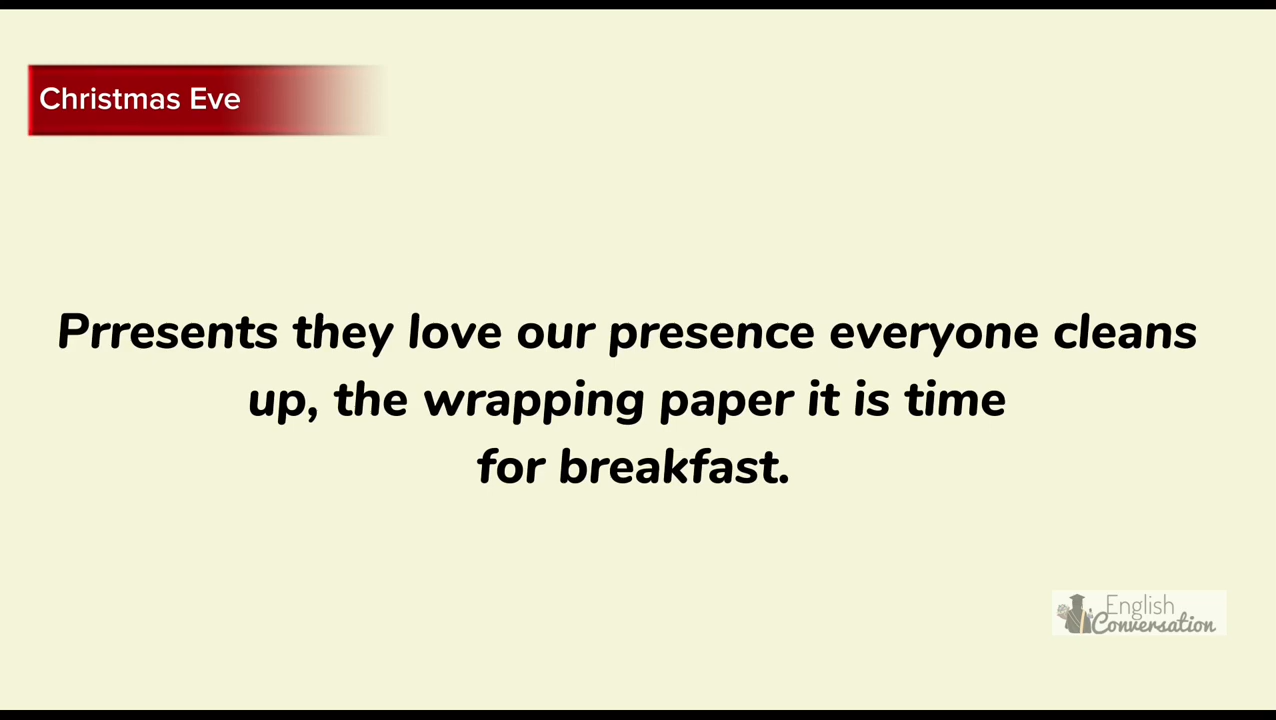 Christmas Eve
Prresents they love our presence everyone cleans
up, the wrapping paper it is time
for breakfast.
English
Conversation